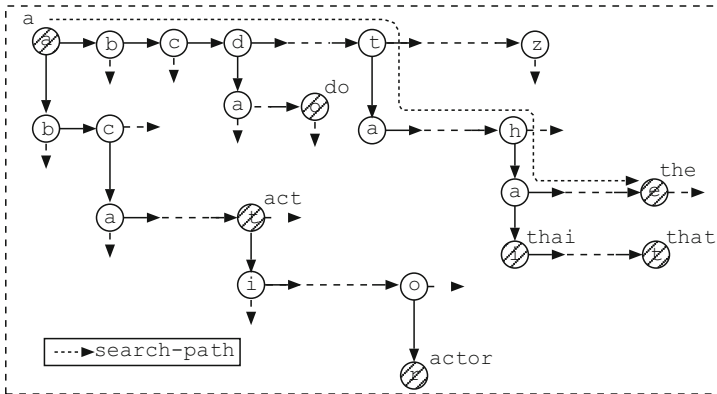 a
a b c d t z
a o do
b c a h
the
a e
a act t
thai that
i t
i o
search-path
actor
r